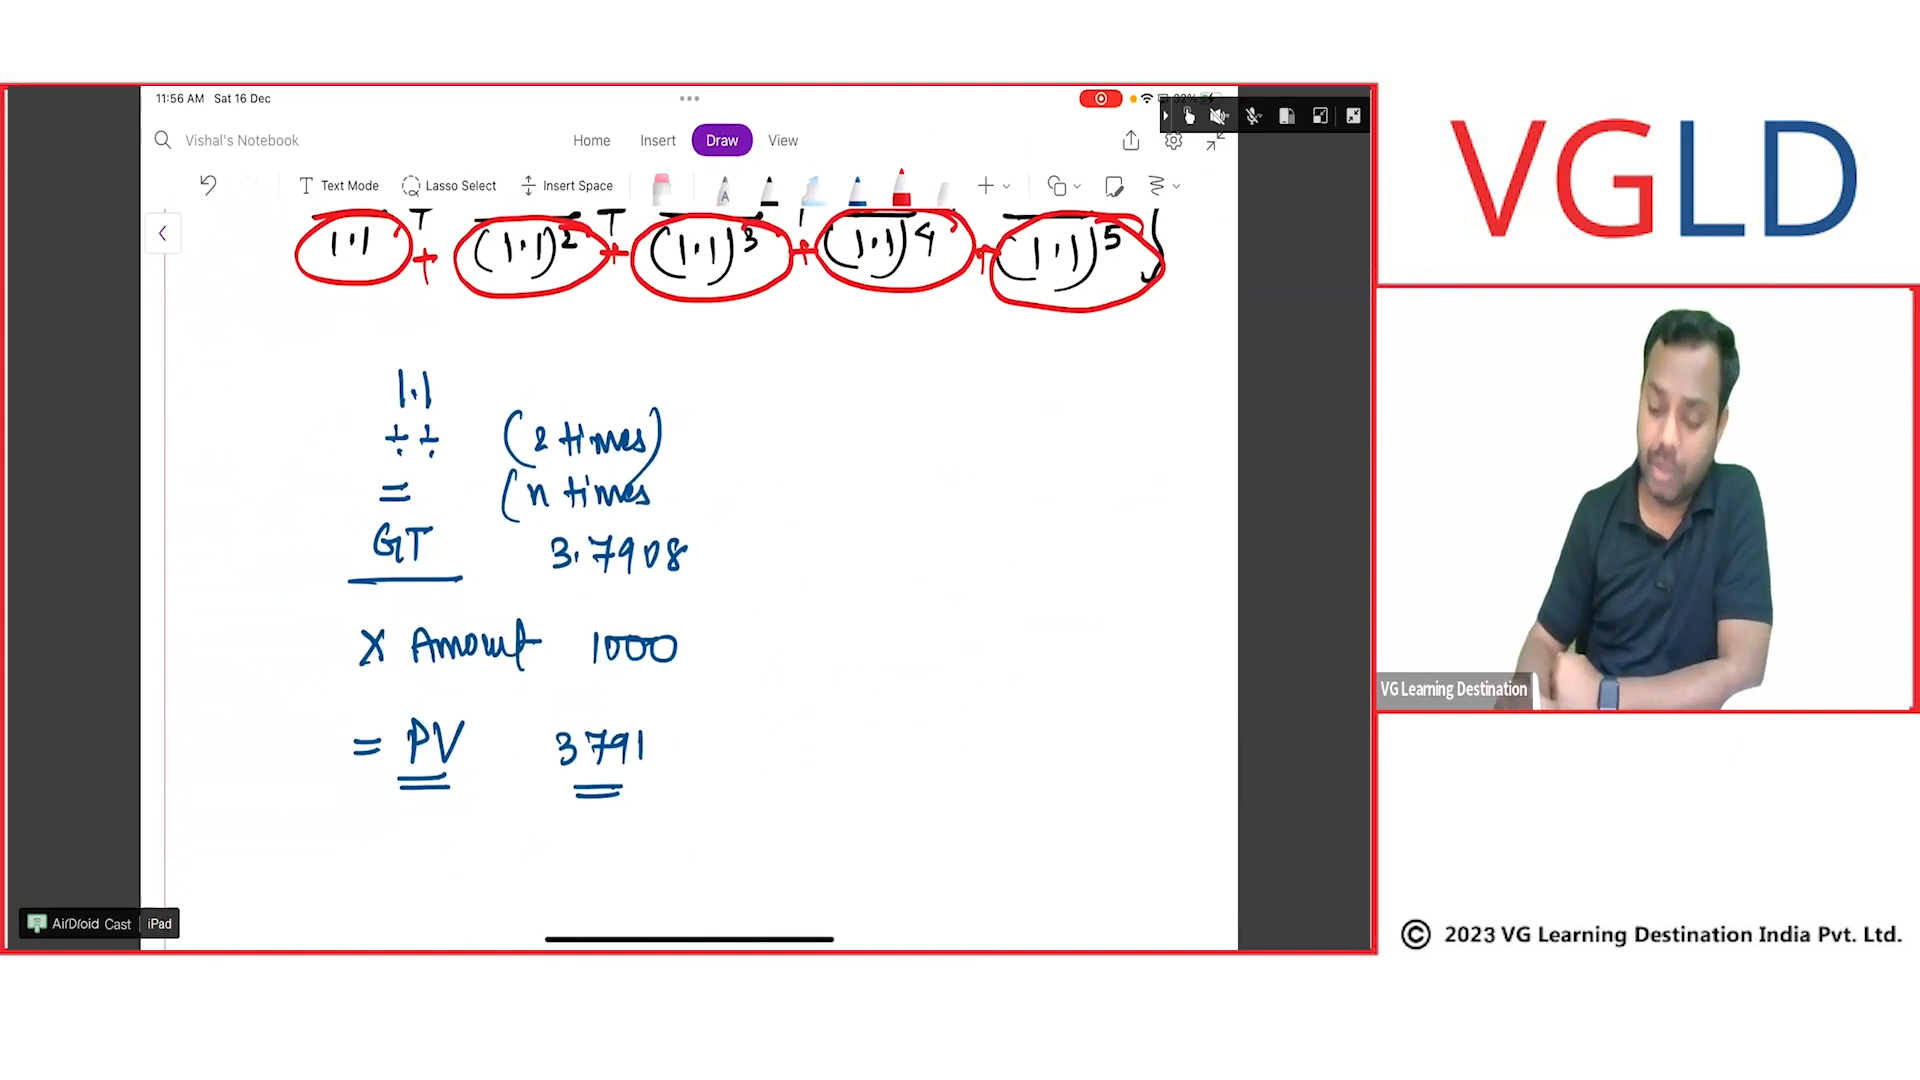 11:56 AM Sat 16 Dec
32%
Vishal's Notebook
Home Insert Draw View
Text Mode Lasso Select Insert Space
1.1 + (1.1)2 + (1.1)3 + (1.1)4 + (1.1)5
1.1
÷ ÷ (2 times)
= (n times
GT 3.7908
x Amount 1000
= PV 3791
AirDroid Cast iPad
VGLD
VG Learning Destination
© 2023 VG Learning Destination India Pvt. Ltd.